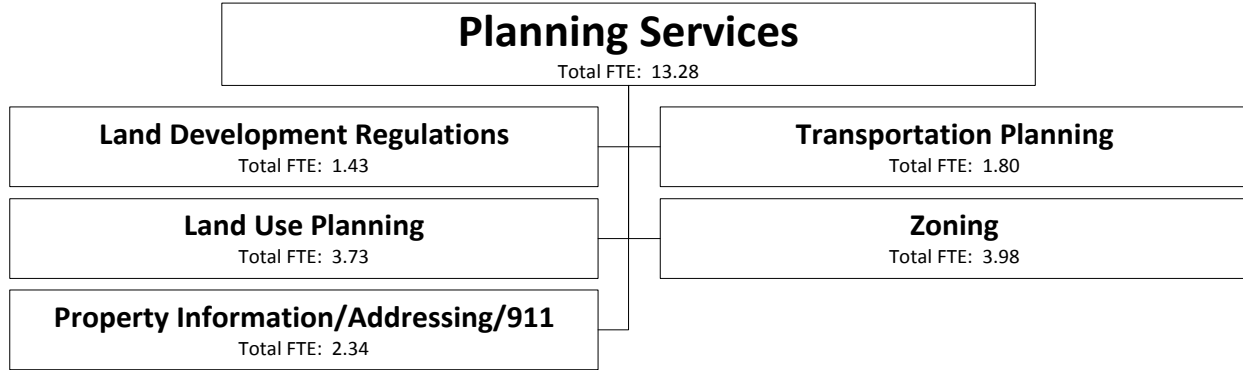 Planning Services
Total FTE: 13.28
Land Development Regulations
Total FTE: 1.43
Transportation Planning
Total FTE: 1.80
Land Use Planning
Total FTE: 3.73
Zoning
Total FTE: 3.98
Property Information/Addressing/911
Total FTE: 2.34